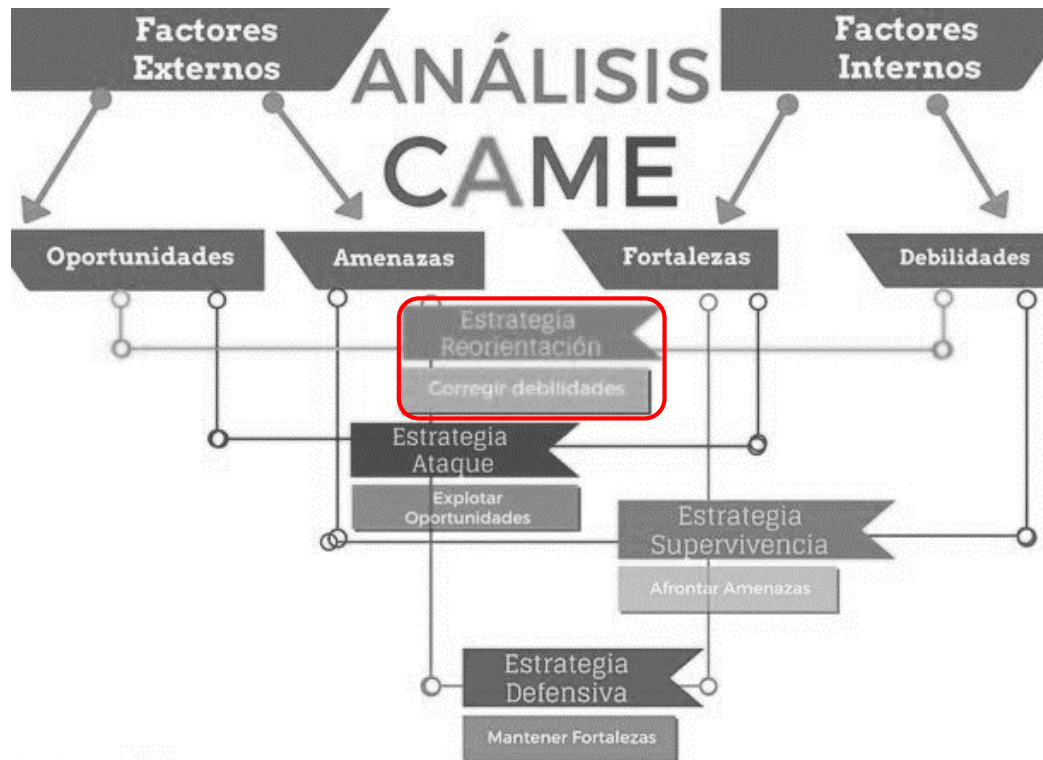 Factores
Externos
ANÁLISIS
CAME
Factores
Internos
Oportunidades
Amenazas
Fortalezas
Debilidades
Estrategia
Reorientación
Corregir debilidades
Estrategia
Ataque
Explotar
Oportunidades
Estrategia
Supervivencia
Afrontar Amenazas
Estrategia
Defensiva
Mantener Fortalezas